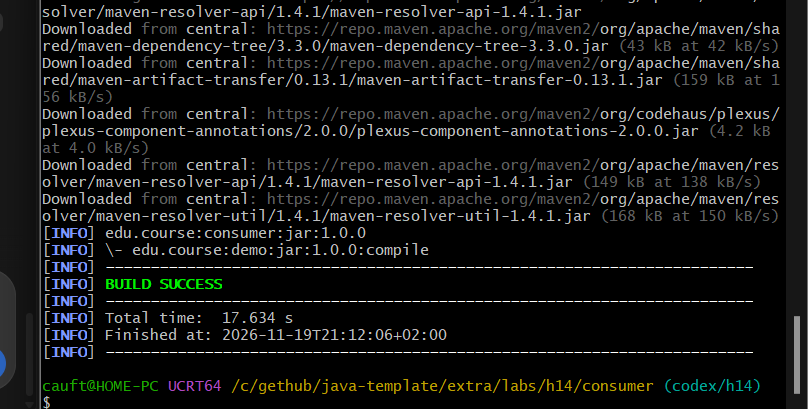 solver/maven-resolver-api/1.4.1/maven-resolver-api-1.4.1.jar
Downloaded from central: https://repo.maven.apache.org/maven2/org/apache/maven/sha
red/maven-dependency-tree/3.3.0/maven-dependency-tree-3.3.0.jar (43 kB at 42 kB/s)
Downloaded from central: https://repo.maven.apache.org/maven2/org/apache/maven/sha
red/maven-artifact-transfer/0.13.1/maven-artifact-transfer-0.13.1.jar (159 kB at 1
56 kB/s)
Downloaded from central: https://repo.maven.apache.org/maven2/org/codehaus/plexus/
plexus-component-annotations/2.0.0/plexus-component-annotations-2.0.0.jar (4.2 kB
at 4.0 kB/s)
Downloaded from central: https://repo.maven.apache.org/maven2/org/apache/maven/res
olver/maven-resolver-api/1.4.1/maven-resolver-api-1.4.1.jar (149 kB at 138 kB/s)
Downloaded from central: https://repo.maven.apache.org/maven2/org/apache/maven/res
olver/maven-resolver-util/1.4.1/maven-resolver-util-1.4.1.jar (168 kB at 150 kB/s)
[INFO] edu.course:consumer:jar:1.0.0
[INFO] \- edu.course:demo:jar:1.0.0:compile
[INFO] ------------------------------------------------------------------------
[INFO] BUILD SUCCESS
[INFO] ------------------------------------------------------------------------
[INFO] Total time:  17.634 s
[INFO] Finished at: 2026-11-19T21:12:06+02:00
[INFO] ------------------------------------------------------------------------
cauft@HOME-PC UCRT64 /c/gethub/java-template/extra/labs/h14/consumer (codex/h14)
$